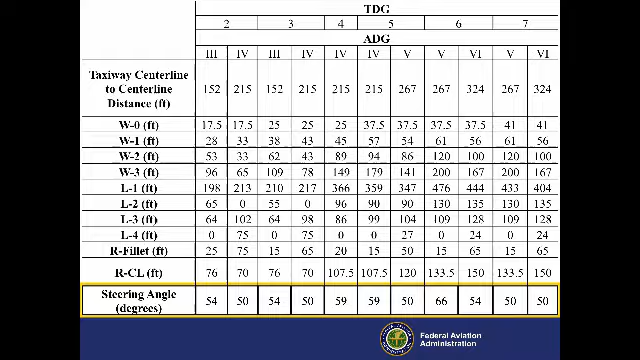 TDG
2 3 4 5 6 7
ADG
III IV III IV IV IV V V VI V VI
Taxiway Centerline
to Centerline 152 215 152 215 215 215 267 267 324 267 324
Distance (ft)
W-0 (ft) 17.5 17.5 25 25 25 37.5 37.5 37.5 37.5 41 41
W-1 (ft) 28 33 38 43 45 57 54 61 56 61 56
W-2 (ft) 53 33 62 43 89 94 86 120 100 120 100
W-3 (ft) 96 65 109 78 149 179 141 200 167 200 167
L-1 (ft) 198 213 210 217 366 359 347 476 444 433 404
L-2 (ft) 65 0 55 0 96 90 90 130 135 130 135
L-3 (ft) 64 102 64 98 86 99 104 109 128 109 128
L-4 (ft) 0 75 0 75 0 0 27 0 24 0 24
R-Fillet (ft) 25 75 15 65 20 15 50 15 65 15 65
R-CL (ft) 76 70 76 70 107.5 107.5 120 133.5 150 133.5 150
Steering Angle 54 50 54 50 59 59 50 66 54 50 50
(degrees)
Federal Aviation
Administration